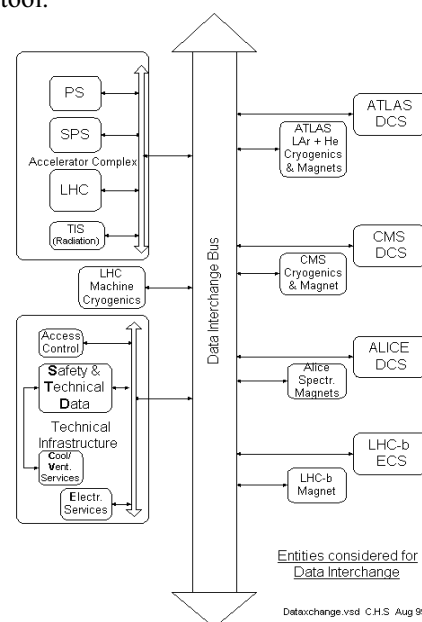 tool.
PS
SPS
Accelerator Complex
LHC
TIS
(Radiation)
LHC
Machine
Cryogenics
Access
Control
Safety &
Technical
Data
Technical
Infrastructure
Cool/
Vent.
Services
Electr.
Services
Data Interchange Bus
ATLAS
DCS
ATLAS
LAr + He
Cryogenics
& Magnets
CMS
DCS
CMS
Cryogenics
& Magnet
ALICE
DCS
Alice
Spectr.
Magnets
LHC-b
ECS
LHC-b
Magnet
Entities considered for
Data Interchange
Dataxchange.vsd C.H.S Aug